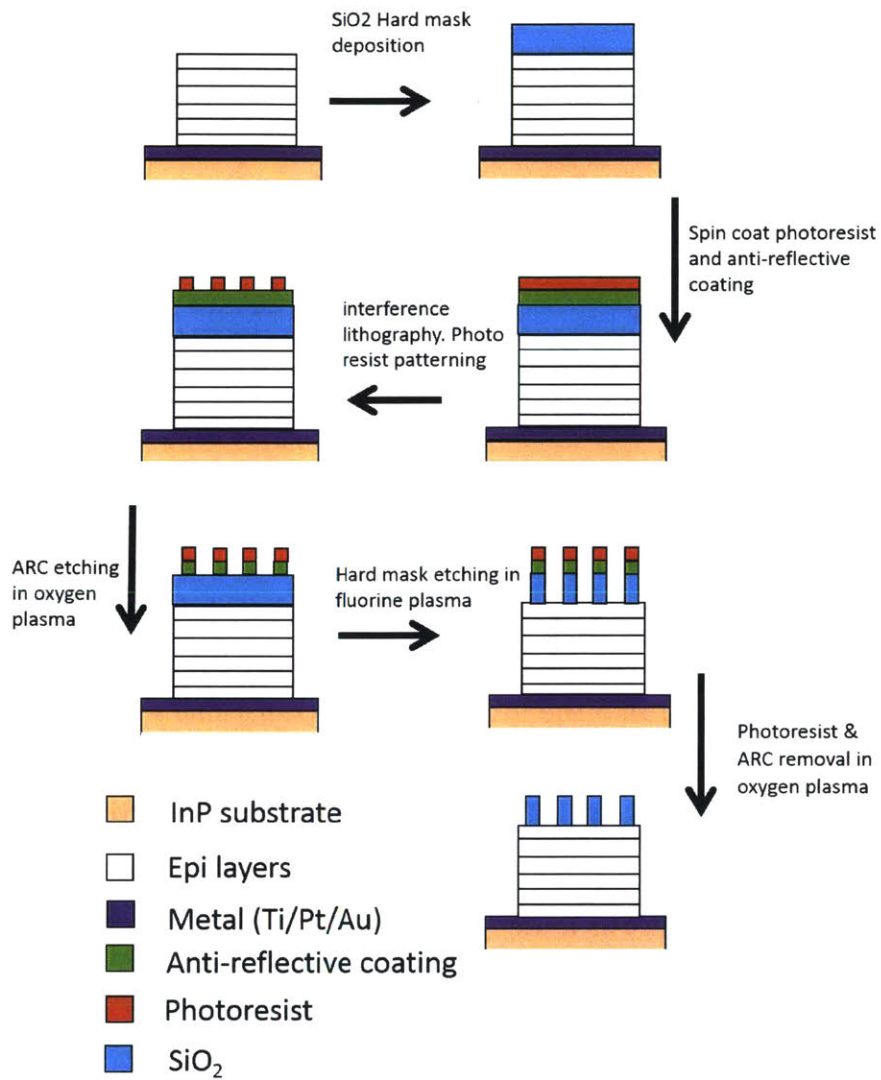 SiO2 Hard mask
deposition
Spin coat photoresist
and anti-reflective
coating
interference
lithography. Photo
resist patterning
ARC etching
in oxygen
plasma
Hard mask etching in
fluorine plasma
Photoresist &
ARC removal in
oxygen plasma
InP substrate
Epi layers
Metal (Ti/Pt/Au)
Anti-reflective coating
Photoresist
SiO₂